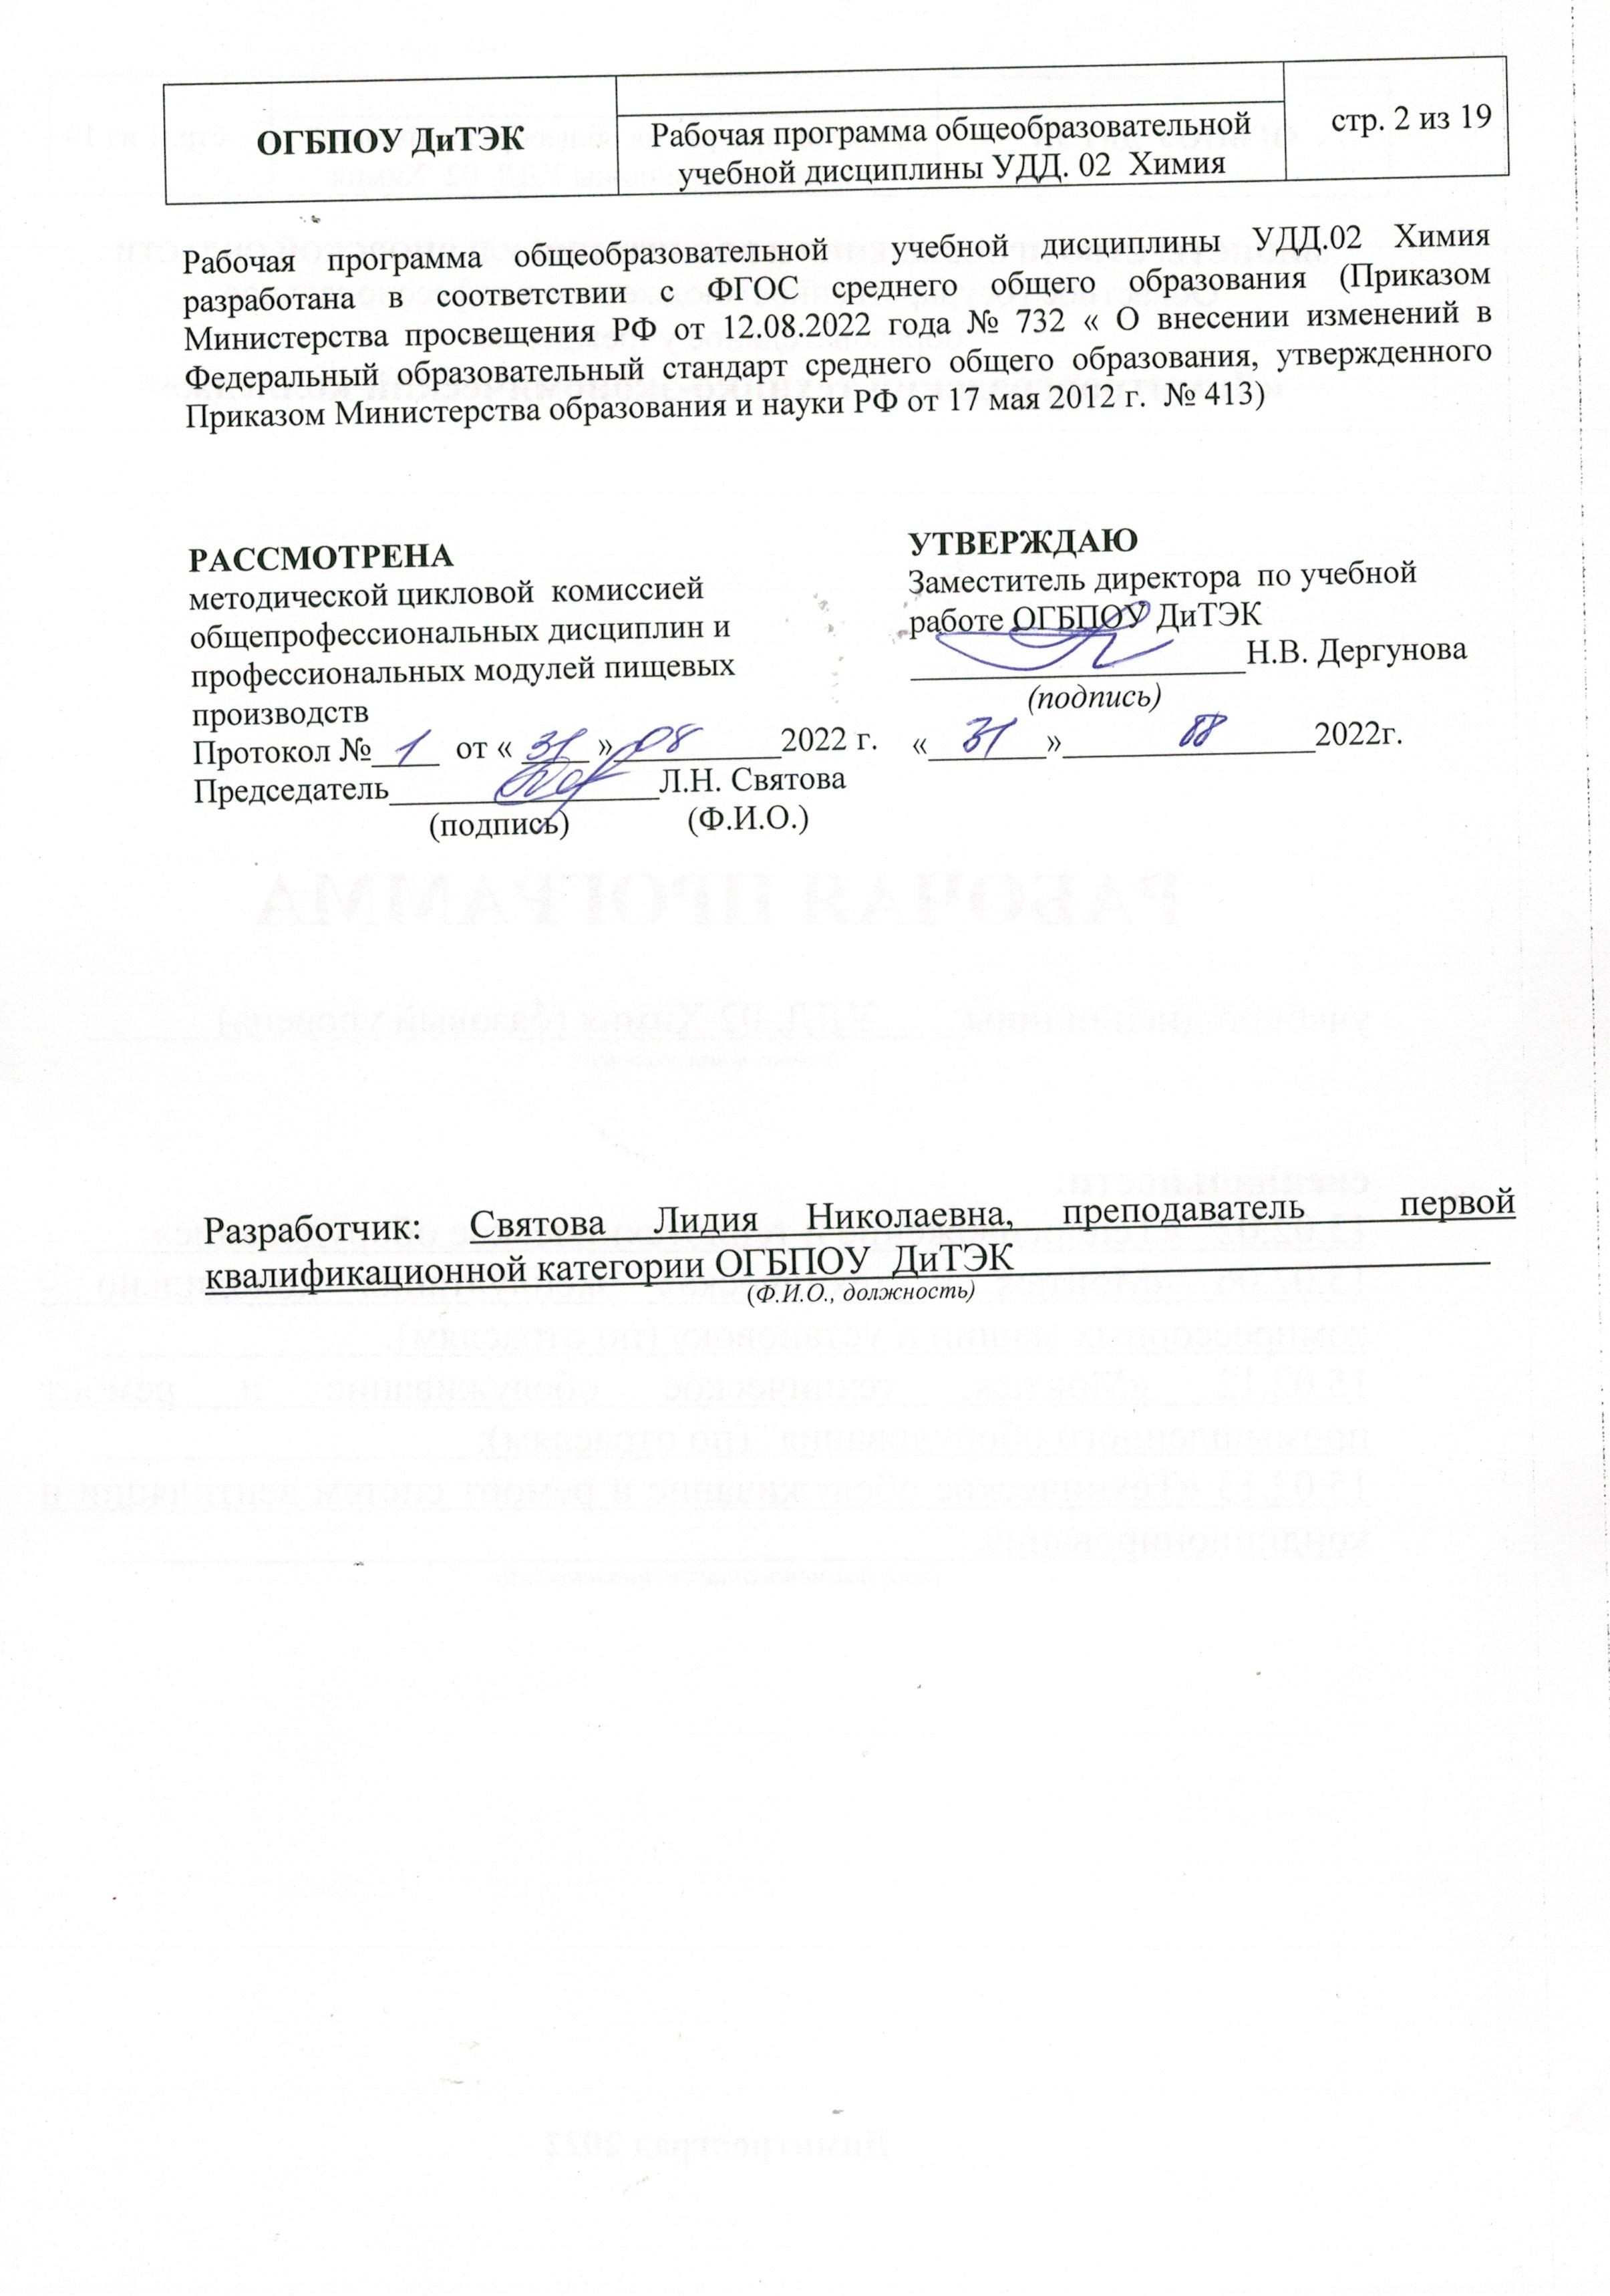 ОГБПОУ ДиТЭК
Рабочая программа общеобразовательной
учебной дисциплины УДД. 02 Химия
стр. 2 из 19
Рабочая программа общеобразовательной учебной дисциплины УДД.02 Химия
разработана в соответствии с ФГОС среднего общего образования (Приказом
Министерства просвещения РФ от 12.08.2022 года № 732 « О внесении изменений в
Федеральный образовательный стандарт среднего общего образования, утвержденного
Приказом Министерства образования и науки РФ от 17 мая 2012 г. № 413)
РАССМОТРЕНА
методической цикловой комиссией
общепрофессиональных дисциплин и
профессиональных модулей пищевых
производств
Протокол № 1 от « 31 » 08 2022 г.
Председатель Л.Н. Святова
(подпись) (Ф.И.О.)
УТВЕРЖДАЮ
Заместитель директора по учебной
работе ОГБПОУ ДиТЭК
Н.В. Дергунова
(подпись)
« 31 » 08 2022г.
Разработчик: Святова Лидия Николаевна, преподаватель первой
квалификационной категории ОГБПОУ ДиТЭК
(Ф.И.О., должность)